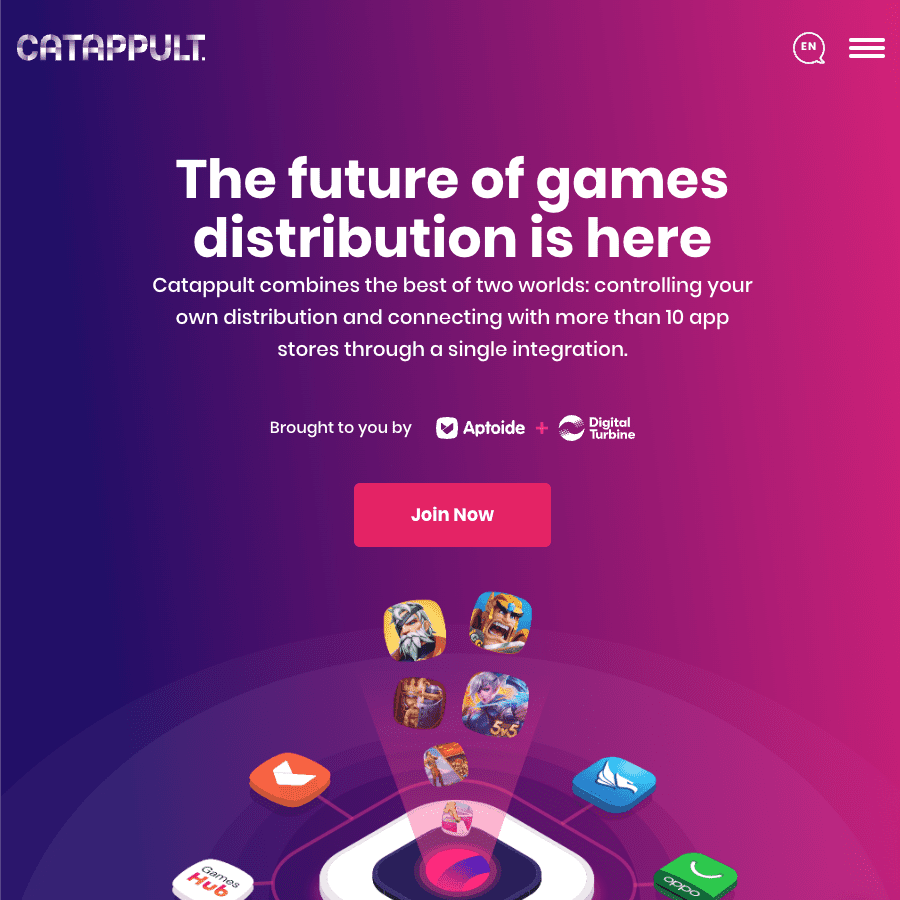 CATAPPULT.
EN
The future of games
distribution is here
Catappult combines the best of two worlds: controlling your
own distribution and connecting with more than 10 app
stores through a single integration.
Brought to you by
Aptoide
+
Digital
Turbine
Join Now
5v5
Games
Hub
oppo